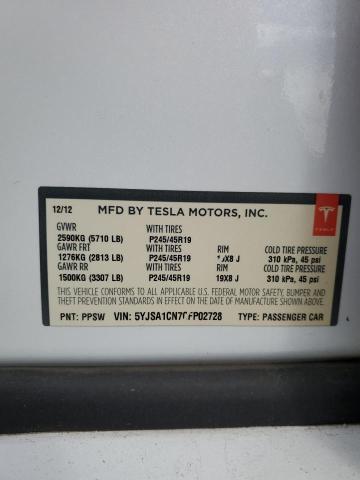 12/12 MFD BY TESLA MOTORS, INC.
TESLA
GVWR WITH TIRES
2590KG (5710 LB) P245/45R19
GAWR FRT WITH TIRES RIM COLD TIRE PRESSURE
1276KG (2813 LB) P245/45R19 J 310 kPa, 45 psi
GAWR RR WITH TIRES RIM COLD TIRE PRESSURE
1500KG (3307 LB) P245/45R19 19X8 J 310 kPa, 45 psi
THIS VEHICLE CONFORMS TO ALL APPLICABLE U.S. FEDERAL MOTOR SAFETY, BUMPER, AND
THEFT PREVENTION STANDARDS IN EFFECT ON THE DATE OF MANUFACTURE SHOWN ABOVE.
PNT: PPSW VIN: TYPE: PASSENGER CAR